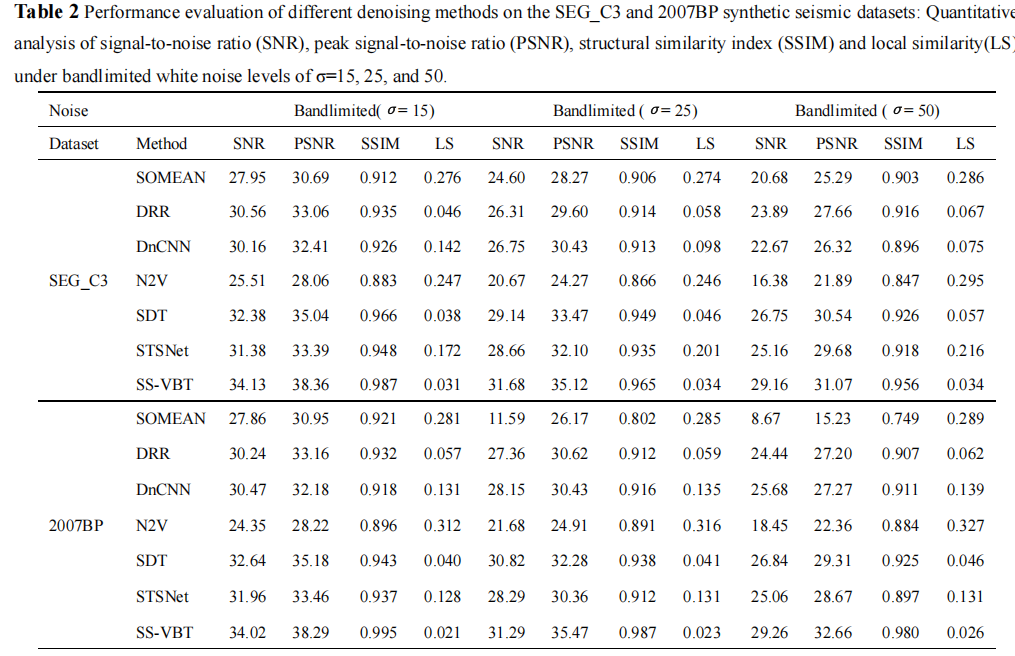 Table 2 Performance evaluation of different denoising methods on the SEG_C3 and 2007BP synthetic seismic datasets: Quantitative
analysis of signal-to-noise ratio (SNR), peak signal-to-noise ratio (PSNR), structural similarity index (SSIM) and local similarity(LS)
under bandlimited white noise levels of σ=15, 25, and 50.
Noise Bandlimited( σ= 15) Bandlimited ( σ= 25) Bandlimited ( σ= 50)
Dataset Method SNR PSNR SSIM LS SNR PSNR SSIM LS SNR PSNR SSIM LS
SOMEAN 27.95 30.69 0.912 0.276 24.60 28.27 0.906 0.274 20.68 25.29 0.903 0.286
DRR 30.56 33.06 0.935 0.046 26.31 29.60 0.914 0.058 23.89 27.66 0.916 0.067
DnCNN 30.16 32.41 0.926 0.142 26.75 30.43 0.913 0.098 22.67 26.32 0.896 0.075
SEG_C3 N2V 25.51 28.06 0.883 0.247 20.67 24.27 0.866 0.246 16.38 21.89 0.847 0.295
SDT 32.38 35.04 0.966 0.038 29.14 33.47 0.949 0.046 26.75 30.54 0.926 0.057
STSNet 31.38 33.39 0.948 0.172 28.66 32.10 0.935 0.201 25.16 29.68 0.918 0.216
SS-VBT 34.13 38.36 0.987 0.031 31.68 35.12 0.965 0.034 29.16 31.07 0.956 0.034
SOMEAN 27.86 30.95 0.921 0.281 11.59 26.17 0.802 0.285 8.67 15.23 0.749 0.289
DRR 30.24 33.16 0.932 0.057 27.36 30.62 0.912 0.059 24.44 27.20 0.907 0.062
DnCNN 30.47 32.18 0.918 0.131 28.15 30.43 0.916 0.135 25.68 27.27 0.911 0.139
2007BP N2V 24.35 28.22 0.896 0.312 21.68 24.91 0.891 0.316 18.45 22.36 0.884 0.327
SDT 32.64 35.18 0.943 0.040 30.82 32.28 0.938 0.041 26.84 29.31 0.925 0.046
STSNet 31.96 33.46 0.937 0.128 28.29 30.36 0.912 0.131 25.06 28.67 0.897 0.131
SS-VBT 34.02 38.29 0.995 0.021 31.29 35.47 0.987 0.023 29.26 32.66 0.980 0.026